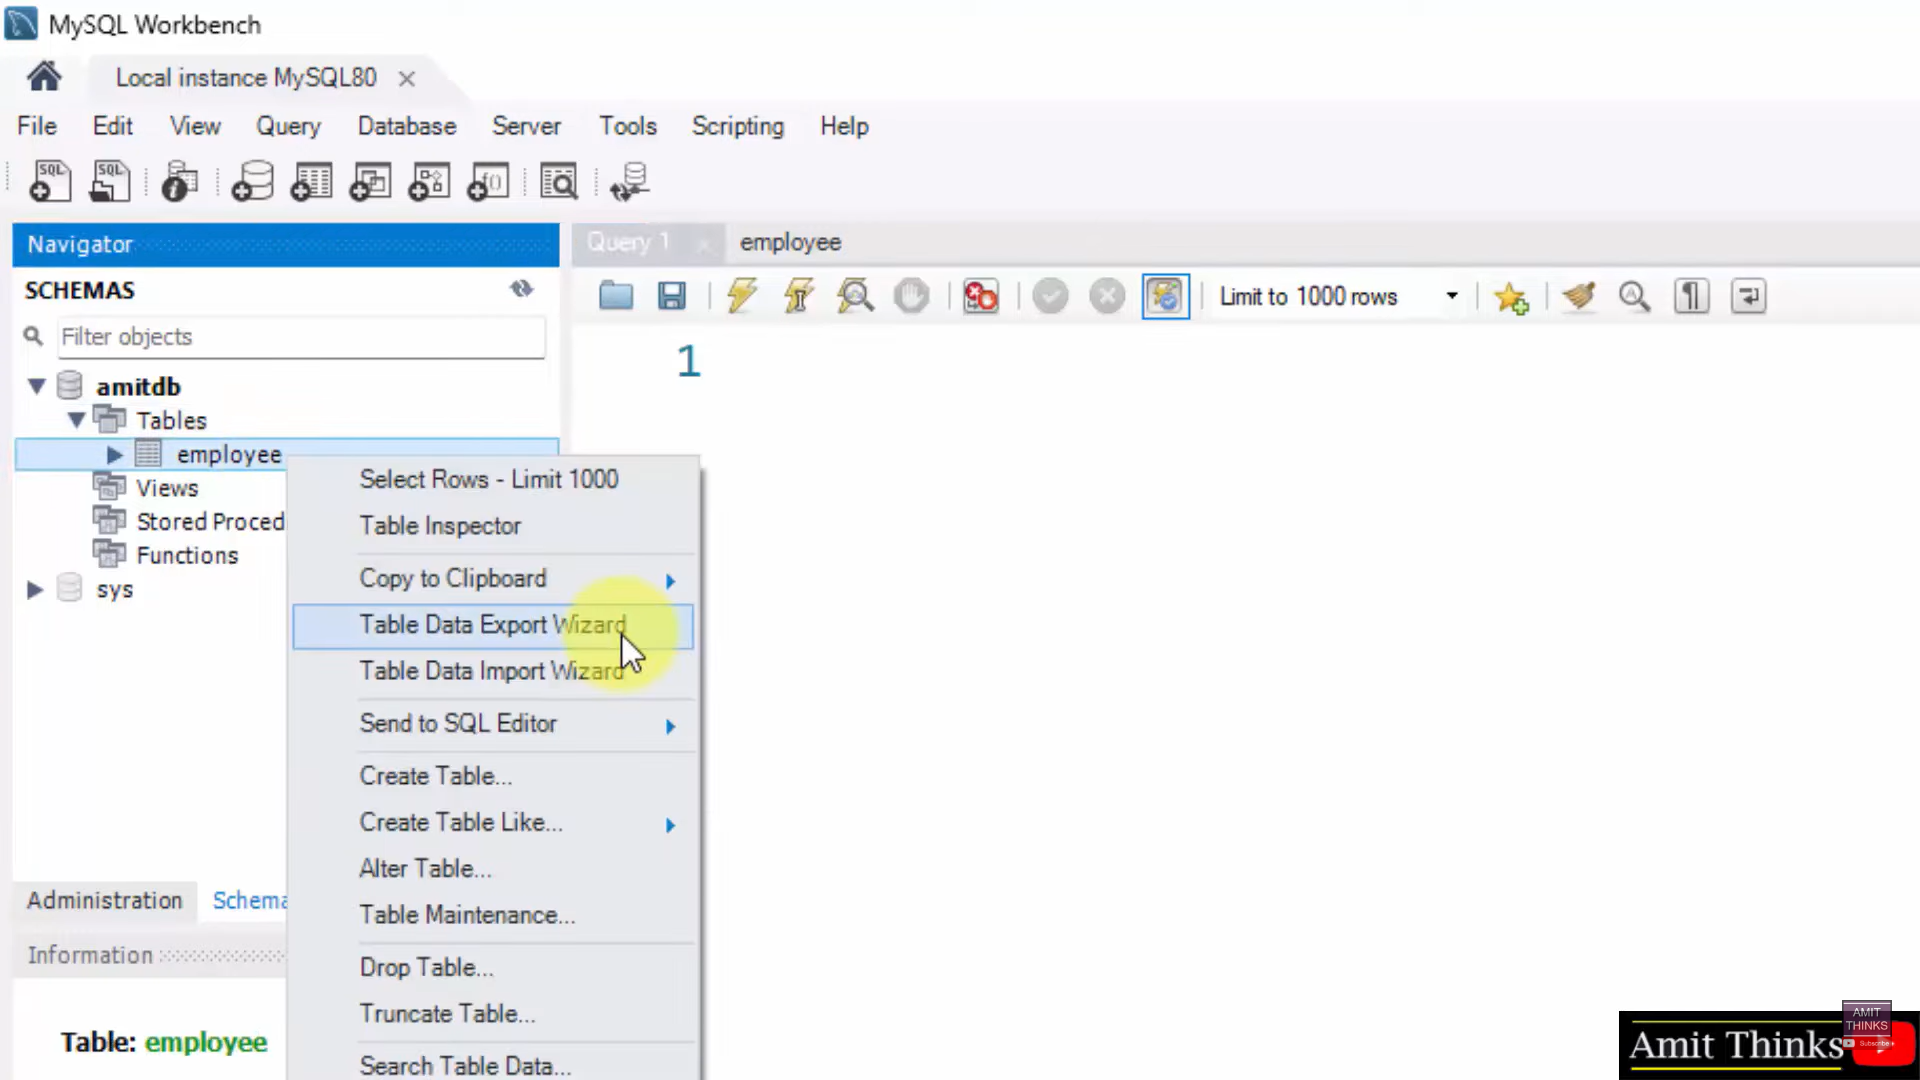 MySQL Workbench
Local instance MySQL80
File Edit View Query Database Server Tools Scripting Help
SQL SQL
Navigator
Query 1 employee
SCHEMAS
Limit to 1000 rows
Filter objects
1
amitdb
Tables
employee
Views
Stored Proced
Functions
sys
Select Rows - Limit 1000
Table Inspector
Copy to Clipboard
Table Data Export Wizard
Table Data Import Wizard
Send to SQL Editor
Create Table...
Create Table Like...
Alter Table...
Table Maintenance...
Drop Table...
Truncate Table...
Search Table Data...
Administration Schema
Information
Table: employee
AMIT
THINKS
Subscribe
Amit Thinks